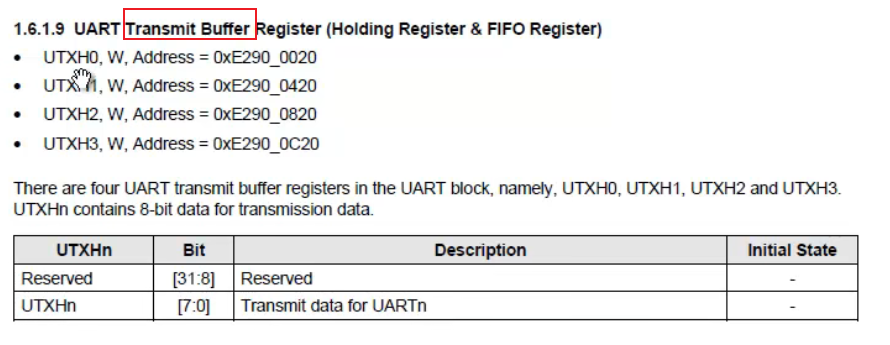 1.6.1.9 UART Transmit Buffer Register (Holding Register & FIFO Register)
• UTXH0, W, Address = 0xE290_0020
• W, Address = 0xE290_0420
• UTXH2, W, Address = 0xE290_0820
• UTXH3, W, Address = 0xE290_0C20
There are four UART transmit buffer registers in the UART block, namely, UTXH0, UTXH1, UTXH2 and UTXH3.
UTXHn contains 8-bit data for transmission data.
UTXHn Bit Description Initial State
Reserved [31:8] Reserved -
UTXHn [7:0] Transmit data for UARTn -